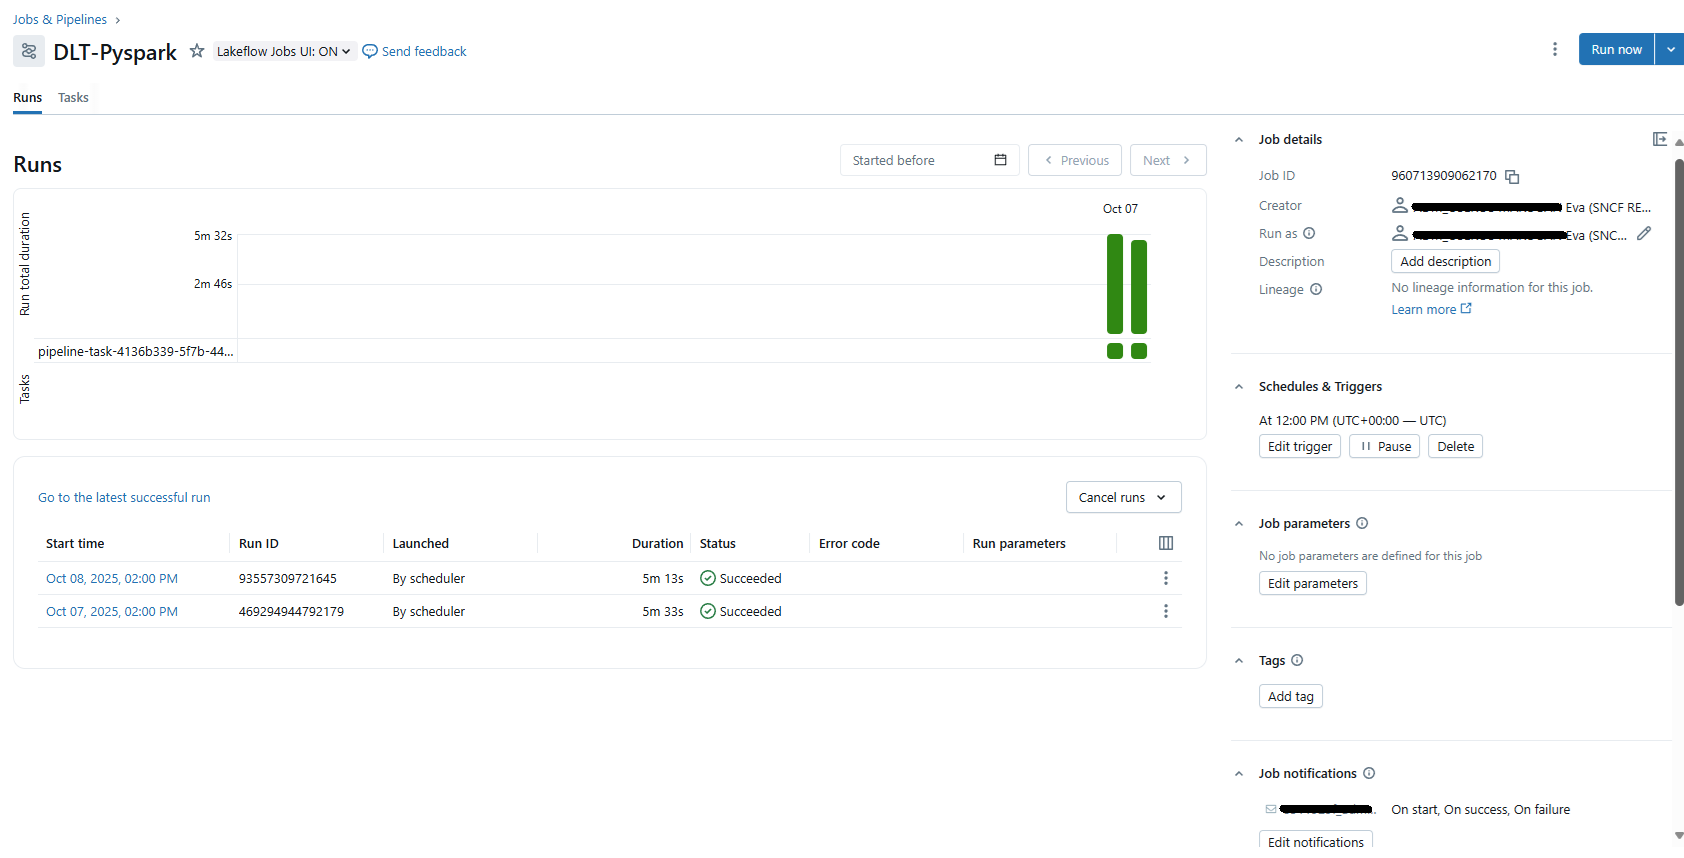 Jobs & Pipelines
DLT-Pyspark
Lakeflow Jobs UI: ON
Send feedback
Run now
Runs
Tasks
Runs
Started before
Previous
Next
Run total duration
Oct 07
5m 32s
2m 46s
pipeline-task-4136b339-5f7b-44...
Tasks
Go to the latest successful run
Cancel runs
Start time Run ID Launched Duration Status Error code Run parameters
Oct 08, 2025, 02:00 PM 93557309721645 By scheduler 5m 13s Succeeded
Oct 07, 2025, 02:00 PM 469294944792179 By scheduler 5m 33s Succeeded
Job details
Job ID 960713909062170
Creator Eva (SNCF RE...
Run as Eva (SNC...
Description Add description
Lineage No lineage information for this job.
Learn more
Schedules & Triggers
At 12:00 PM (UTC+00:00 — UTC)
Edit trigger Pause Delete
Job parameters
No job parameters are defined for this job
Edit parameters
Tags
Add tag
Job notifications
On start, On success, On failure
Edit notifications